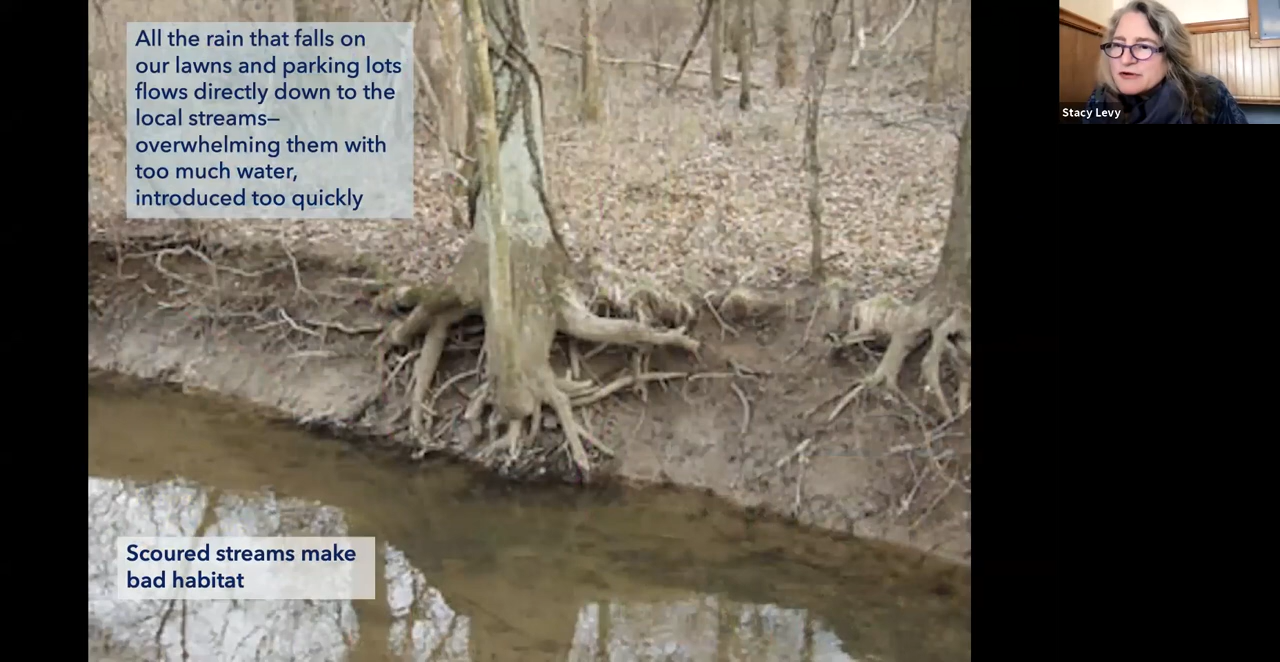 All the rain that falls on
our lawns and parking lots
flows directly down to the
local streams—
overwhelming them with
too much water,
introduced too quickly
Stacy Levy
Scoured streams make
bad habitat